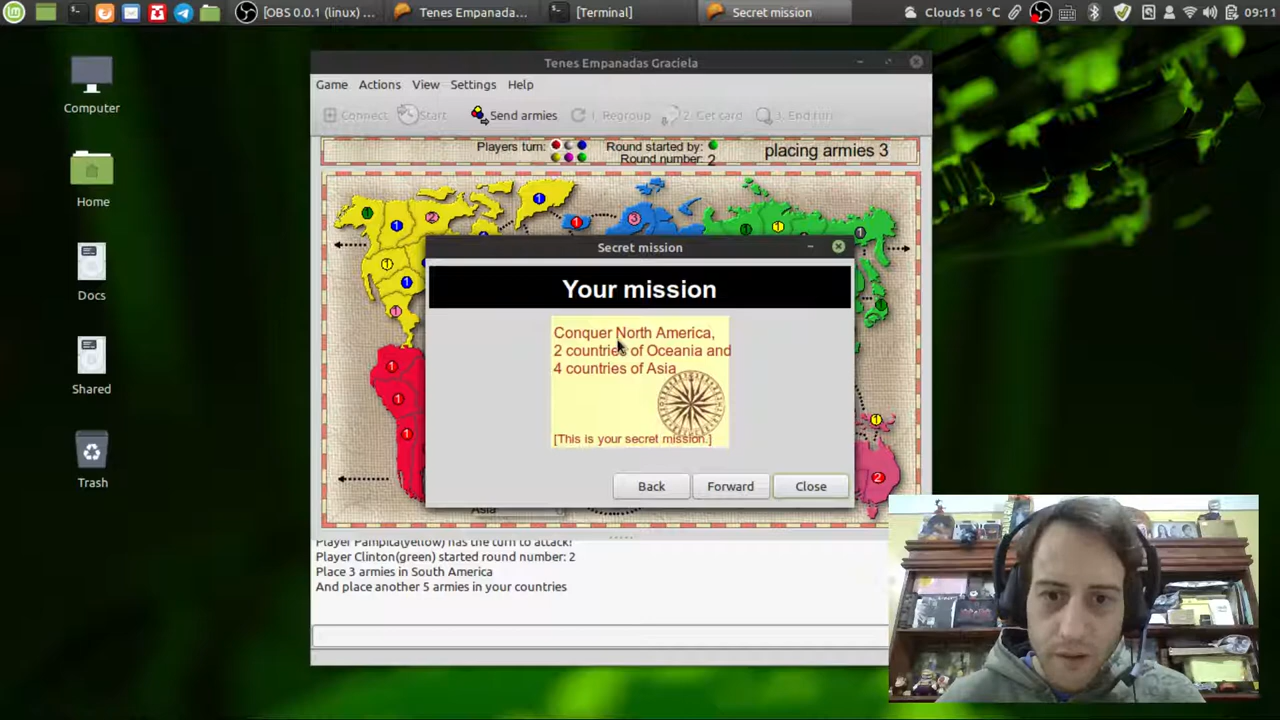 [OBS 0.0.1 (linux) ...
Tenes Empanada...
[Terminal]
Secret mission
Clouds 16 °C
09:11
Computer
Home
Docs
Shared
Trash
Tenes Empanadas Graciela
Game Actions View Settings Help
Connect Start Send armies 1. Regroup 2. Get card 3. End turn
Players turn:
Round started by:
Round number: 2
placing armies 3
Secret mission
Your mission
Conquer North America,
2 countries of Oceania and
4 countries of Asia
[This is your secret mission.]
Back Forward Close
Asia
Player Pampita(yellow) has the turn to attack!
Player Clinton(green) started round number: 2
Place 3 armies in South America
And place another 5 armies in your countries